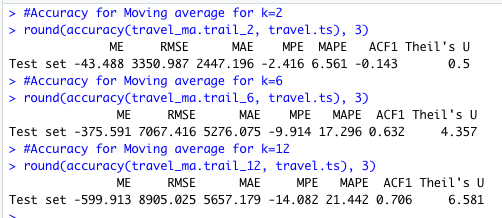 > #Accuracy for Moving average for k=2
> round(accuracy(travel_ma.trail_2, travel.ts), 3)
ME RMSE MAE MPE MAPE ACF1 Theil's U
Test set -43.488 3350.987 2447.196 -2.416 6.561 -0.143 0.5
> #Accuracy for Moving average for k=6
> round(accuracy(travel_ma.trail_6, travel.ts), 3)
ME RMSE MAE MPE MAPE ACF1 Theil's U
Test set -375.591 7067.416 5276.075 -9.914 17.296 0.632 4.357
> #Accuracy for Moving average for k=12
> round(accuracy(travel_ma.trail_12, travel.ts), 3)
ME RMSE MAE MPE MAPE ACF1 Theil's U
Test set -599.913 8905.025 5657.179 -14.082 21.442 0.706 6.581
>